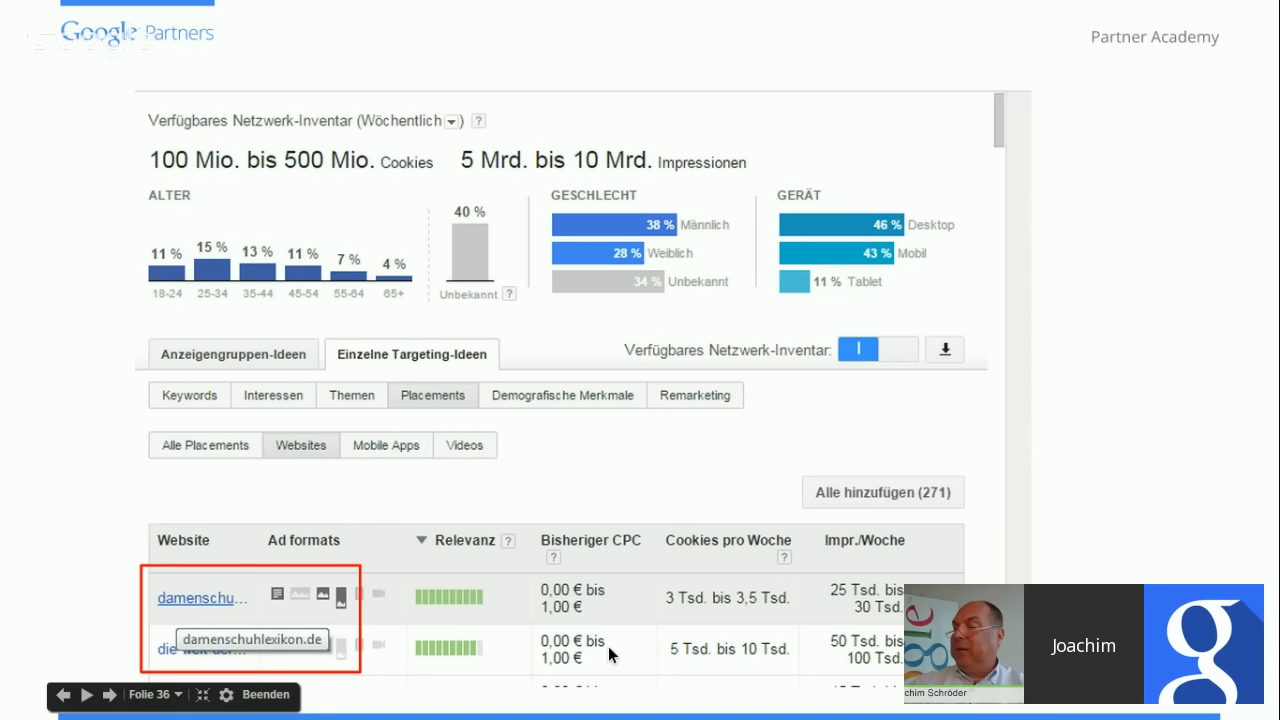 Google Partners
Partner Academy
Verfügbares Netzwerk-Inventar (Wöchentlich ) ?
100 Mio. bis 500 Mio. Cookies 5 Mrd. bis 10 Mrd. Impressionen
ALTER GESCHLECHT GERÄT
11 % 15 % 13 % 11 % 7 % 4 % 40 %
18-24 25-34 35-44 45-54 55-64 65+ Unbekannt ?
38 % Männlich
28 % Weiblich
34 % Unbekannt
46 % Desktop
43 % Mobil
11 % Tablet
Anzeigengruppen-Ideen Einzelne Targeting-Ideen Verfügbares Netzwerk-Inventar:
Keywords Interessen Themen Placements Demografische Merkmale Remarketing
Alle Placements Websites Mobile Apps Videos
Alle hinzufügen (271)
Website Ad formats Relevanz ? Bisheriger CPC ? Cookies pro Woche ? Impr./Woche
damenschu... 0,00 € bis 1,00 € 3 Tsd. bis 3,5 Tsd. 25 Tsd. bis 30 Tsd.
damenschuhlexikon.de
die 0,00 € bis 1,00 € 5 Tsd. bis 10 Tsd. 50 Tsd. bis 100 Tsd.
Folie 36 Beenden
chim Schröder
Joachim